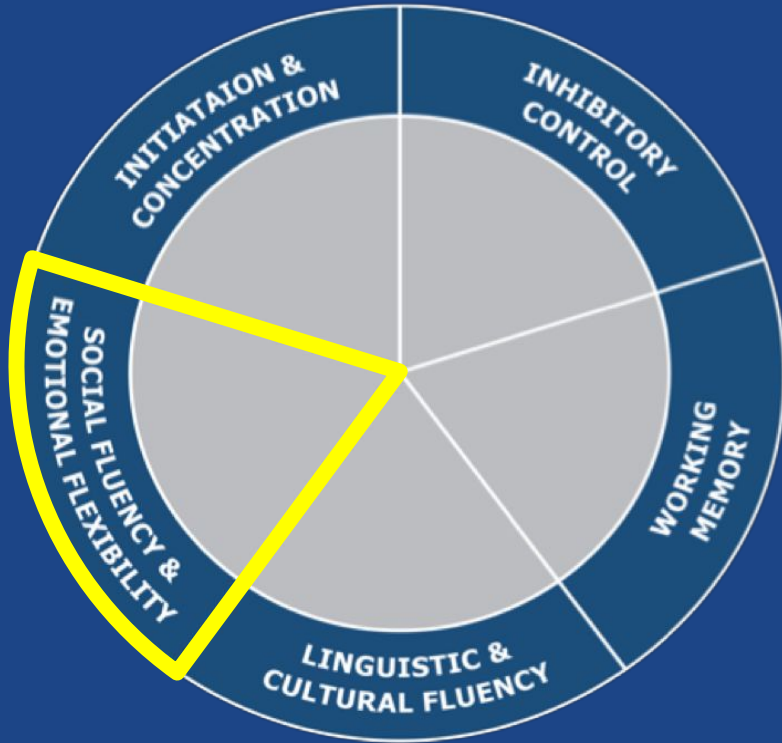 INITIATAION &
CONCENTRATION
INHIBITORY
CONTROL
WORKING
MEMORY
LINGUISTIC &
CULTURAL FLUENCY
SOCIAL FLUENCY &
EMOTIONAL FLEXIBILITY